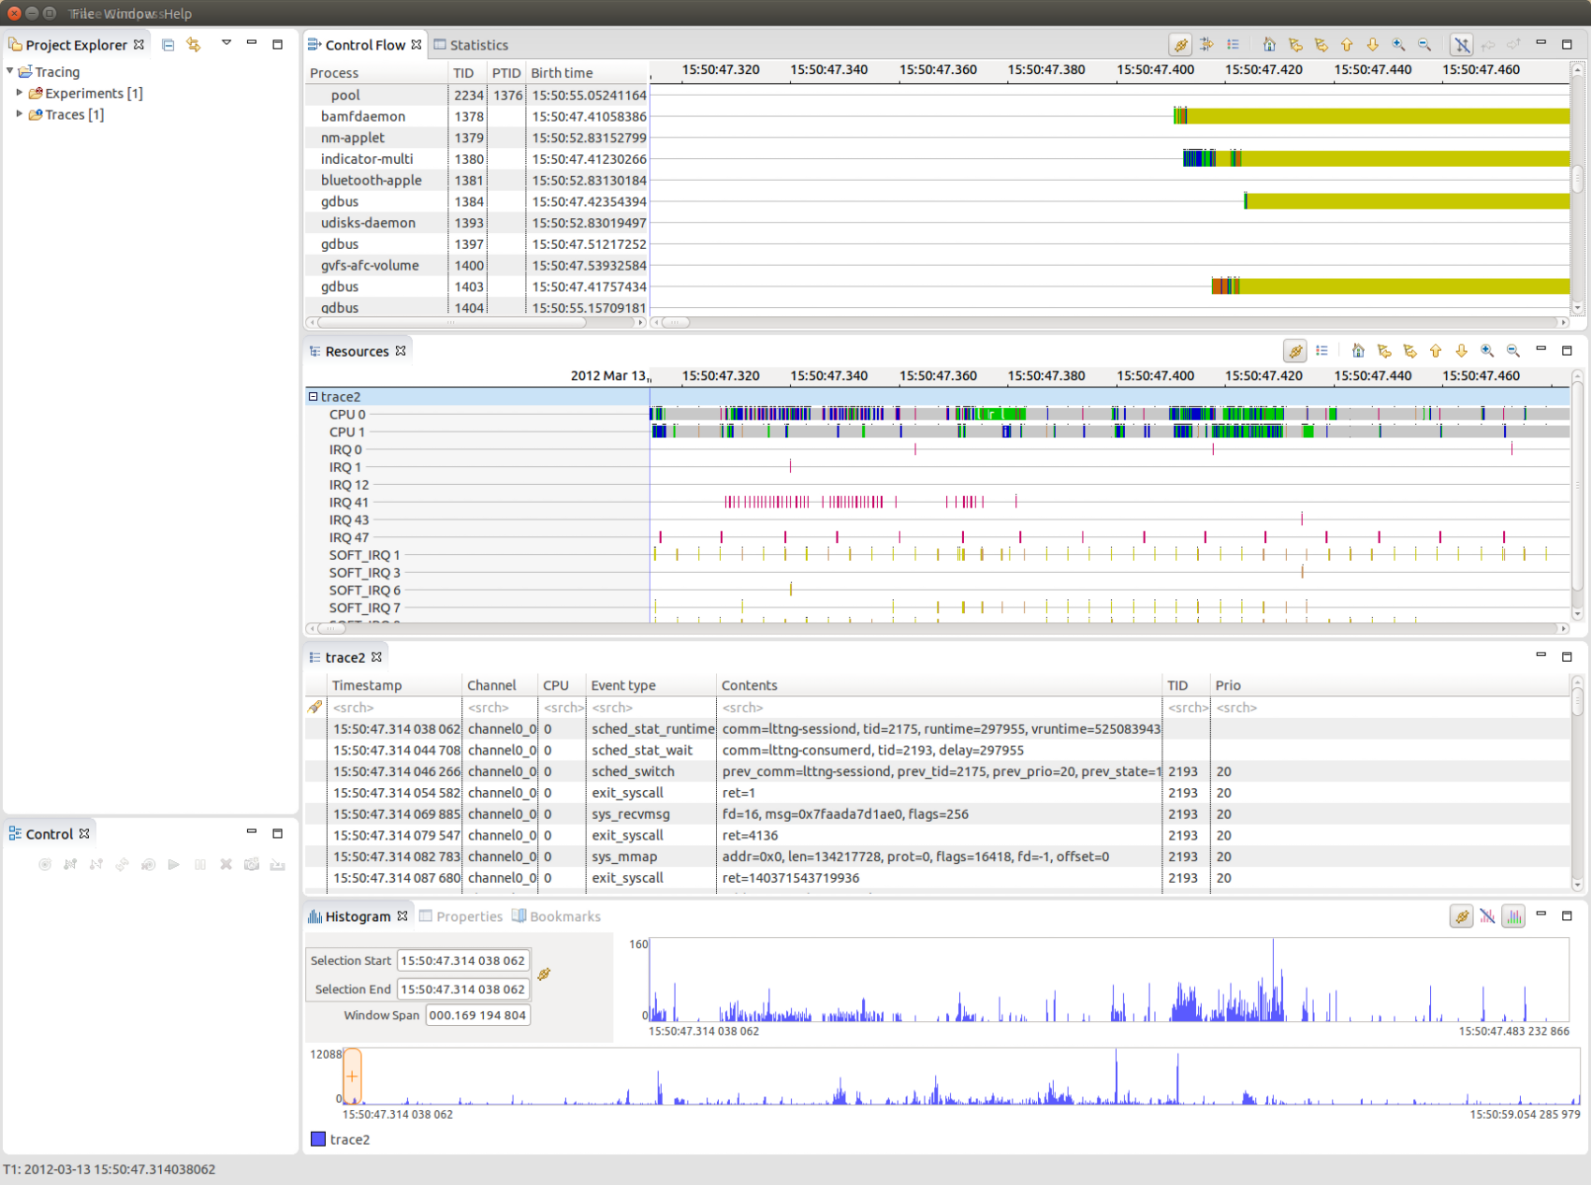 File Window Help
Project Explorer
Tracing
Experiments [1]
Traces [1]
Control
Control Flow Statistics
Process TID PTID Birth time 15:50:47.320 15:50:47.340 15:50:47.360 15:50:47.380 15:50:47.400 15:50:47.420 15:50:47.440 15:50:47.460
pool 2234 1376 15:50:55.05241164
bamfdaemon 1378 15:50:47.41058386
nm-applet 1379 15:50:52.83152799
indicator-multi 1380 15:50:47.41230266
bluetooth-apple 1381 15:50:52.83130184
gdbus 1384 15:50:47.42354394
udisks-daemon 1393 15:50:52.83019497
gdbus 1397 15:50:47.51217252
gvfs-afc-volume 1400 15:50:47.53932584
gdbus 1403 15:50:47.41757434
gdbus 1404 15:50:55.15709181
Resources
2012 Mar 13, 15:50:47.320 15:50:47.340 15:50:47.360 15:50:47.380 15:50:47.400 15:50:47.420 15:50:47.440 15:50:47.460
trace2
CPU 0
CPU 1
IRQ 0
IRQ 1
IRQ 12
IRQ 41
IRQ 43
IRQ 47
SOFT_IRQ 1
SOFT_IRQ 3
SOFT_IRQ 6
SOFT_IRQ 7
trace2
Timestamp Channel CPU Event type Contents TID Prio
<srch> <srch> <srch> <srch> <srch> <srch> <srch>
15:50:47.314 038 062 channel0_0 0 sched_stat_runtime comm=lttng-sessiond, tid=2175, runtime=297955, vruntime=525083943
15:50:47.314 044 708 channel0_0 0 sched_stat_wait comm=lttng-consumerd, tid=2193, delay=297955
15:50:47.314 046 266 channel0_0 0 sched_switch prev_comm=lttng-sessiond, prev_tid=2175, prev_prio=20, prev_state=1 2193 20
15:50:47.314 054 582 channel0_0 0 exit_syscall ret=1 2193 20
15:50:47.314 069 885 channel0_0 0 sys_recvmsg fd=16, msg=0x7faada7d1ae0, flags=256 2193 20
15:50:47.314 079 547 channel0_0 0 exit_syscall ret=4136 2193 20
15:50:47.314 082 783 channel0_0 0 sys_mmap addr=0x0, len=134217728, prot=0, flags=16418, fd=-1, offset=0 2193 20
15:50:47.314 087 680 channel0_0 0 exit_syscall ret=140371543719936 2193 20
Histogram Properties Bookmarks
Selection Start 15:50:47.314 038 062
Selection End 15:50:47.314 038 062
Window Span 000.169 194 804
160
0
15:50:47.314 038 062 15:50:47.483 232 866
12088
0
15:50:47.314 038 062 15:50:59.054 285 979
trace2
T1: 2012-03-13 15:50:47.314038062